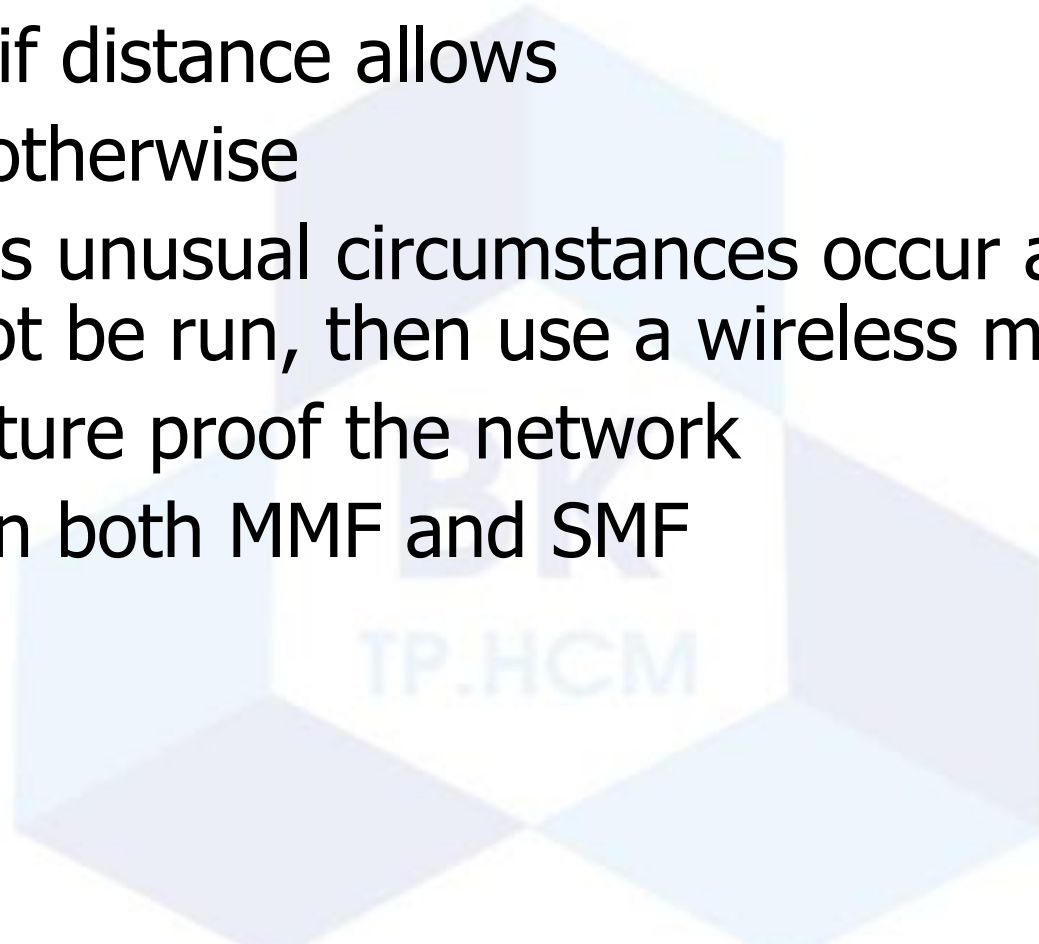 if distance allows
otherwise
s unusual circumstances occur a
ot be run, then use a wireless m
ture proof the network
n both MMF and SMF
BK
TP.HCM